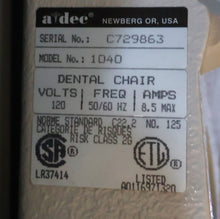 a·dec
NEWBERG OR, USA
SERIAL No.: C729863
MODEL No.: 1040
DENTAL CHAIR
VOLTS FREQ AMPS
120 50/60 HZ 8.5 MAX
NORME STANDARD C22.2 NO. 125
CATEGORIE DE RISQUES
RISK CLASS 2G
SA ETL
LR37414 LISTED